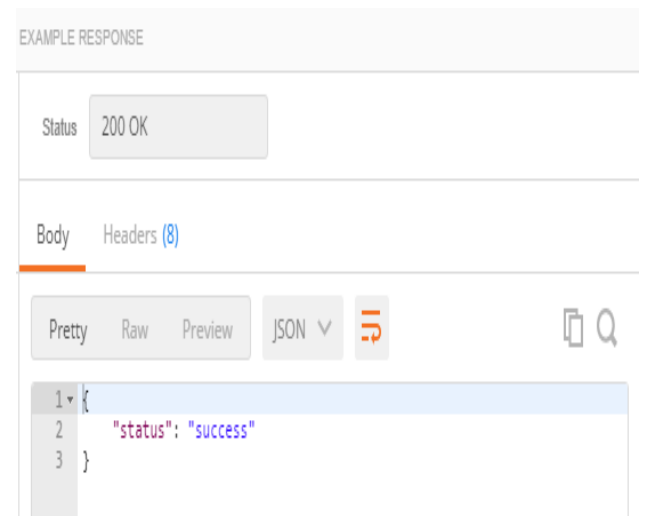 EXAMPLE RESPONSE
Status 200 OK
Body Headers (8)
Pretty Raw Preview JSON
1 {
2 "status": "success"
3 }